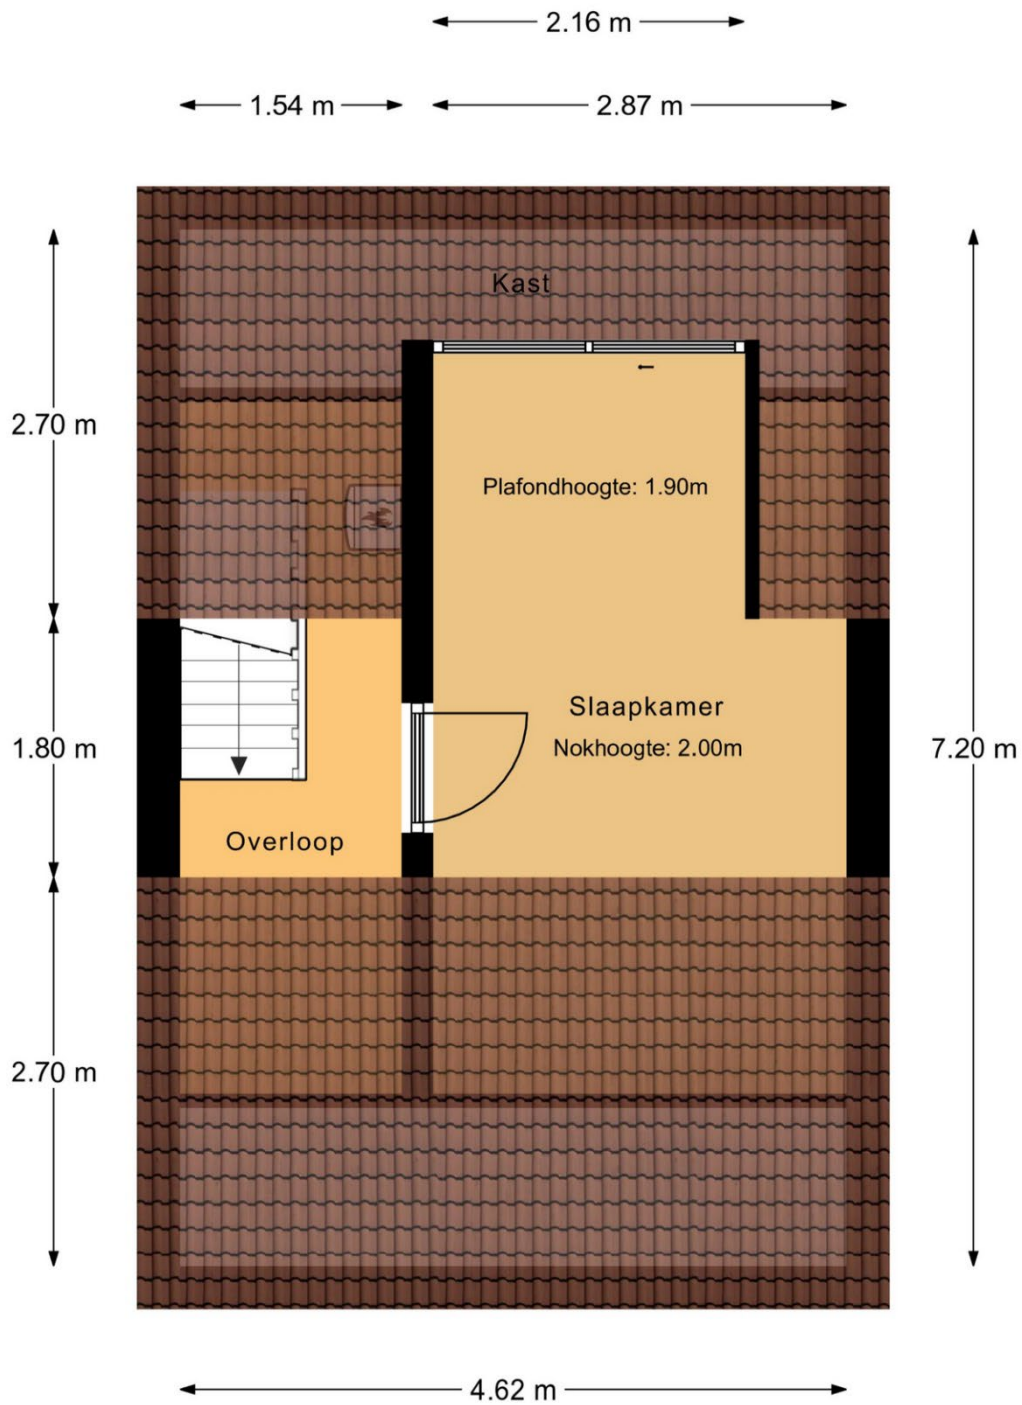 2.16 m
1.54 m
2.87 m
Kast
2.70 m
Plafondhoogte: 1.90m
Slaapkamer
1.80 m
Nokhoogte: 2.00m
7.20 m
Overloop
2.70 m
4.62 m